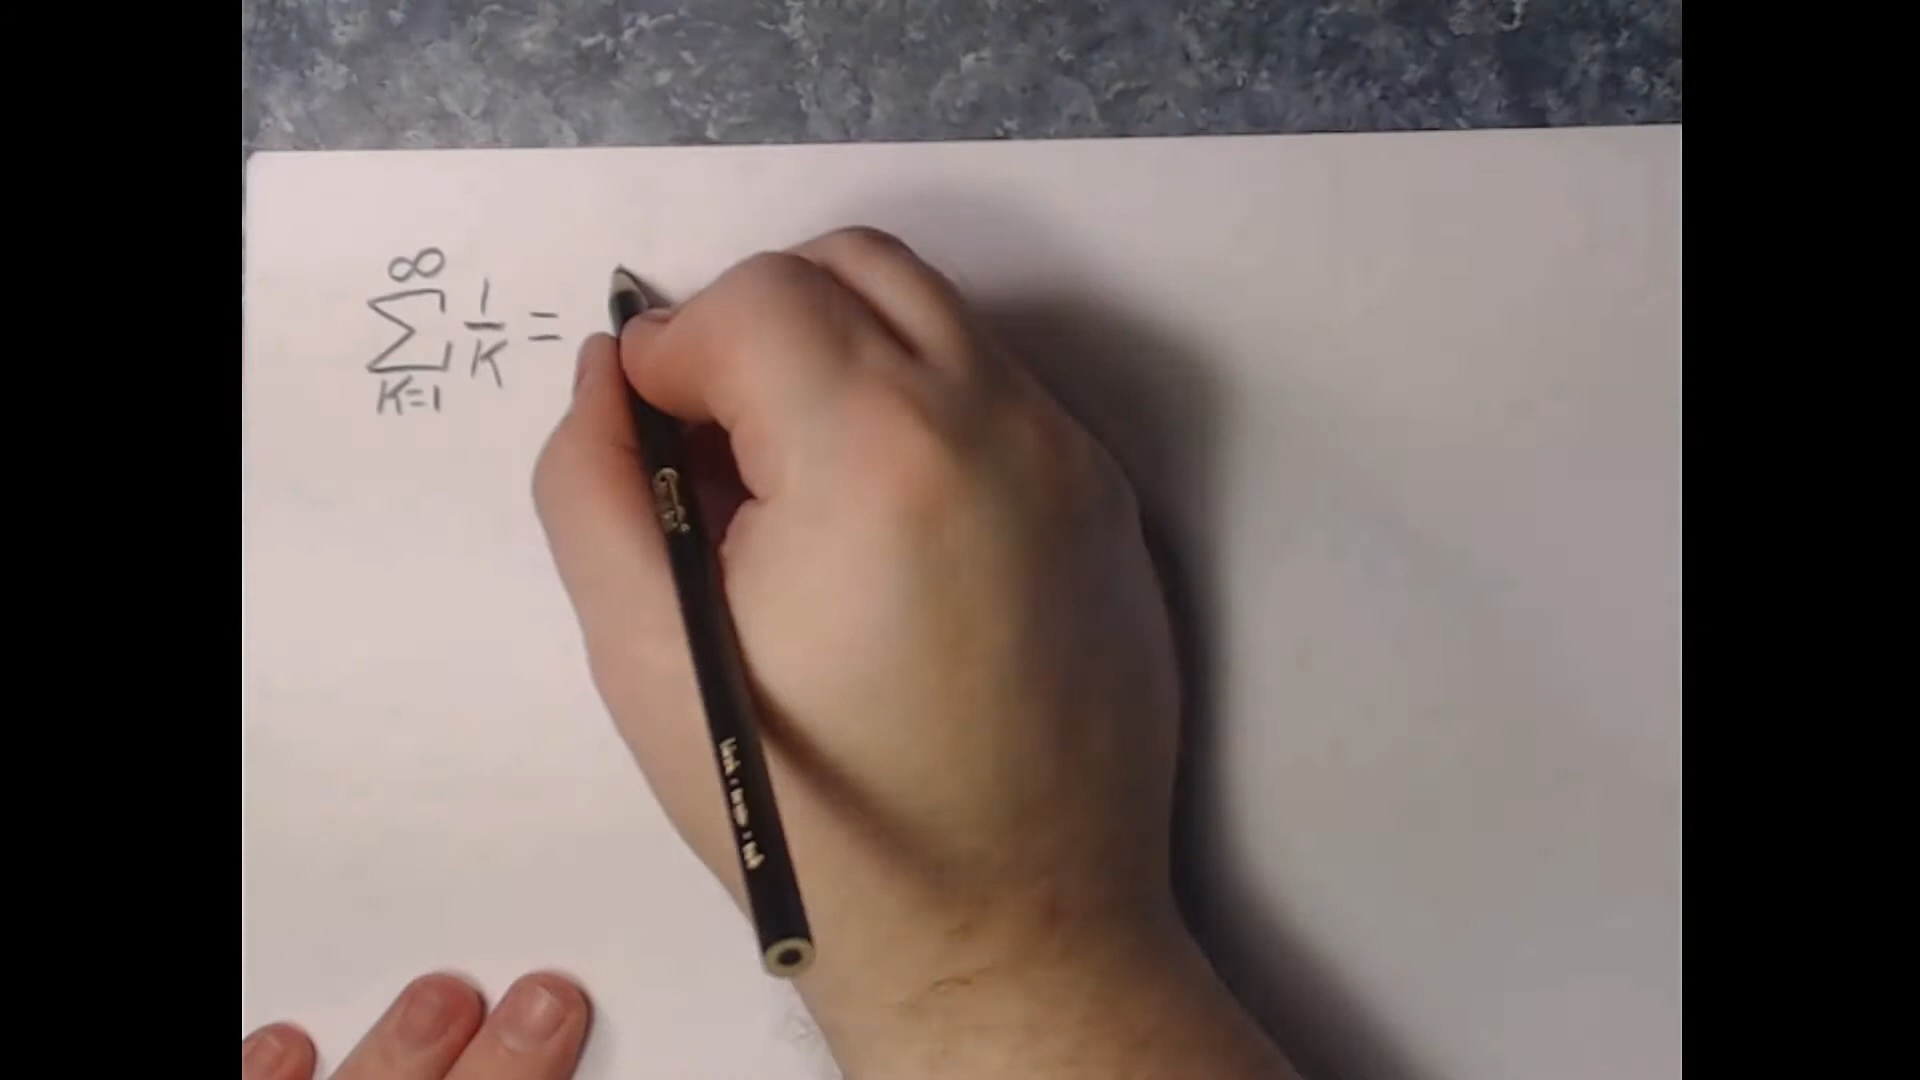 ∞
∑ 1/K =
K=1